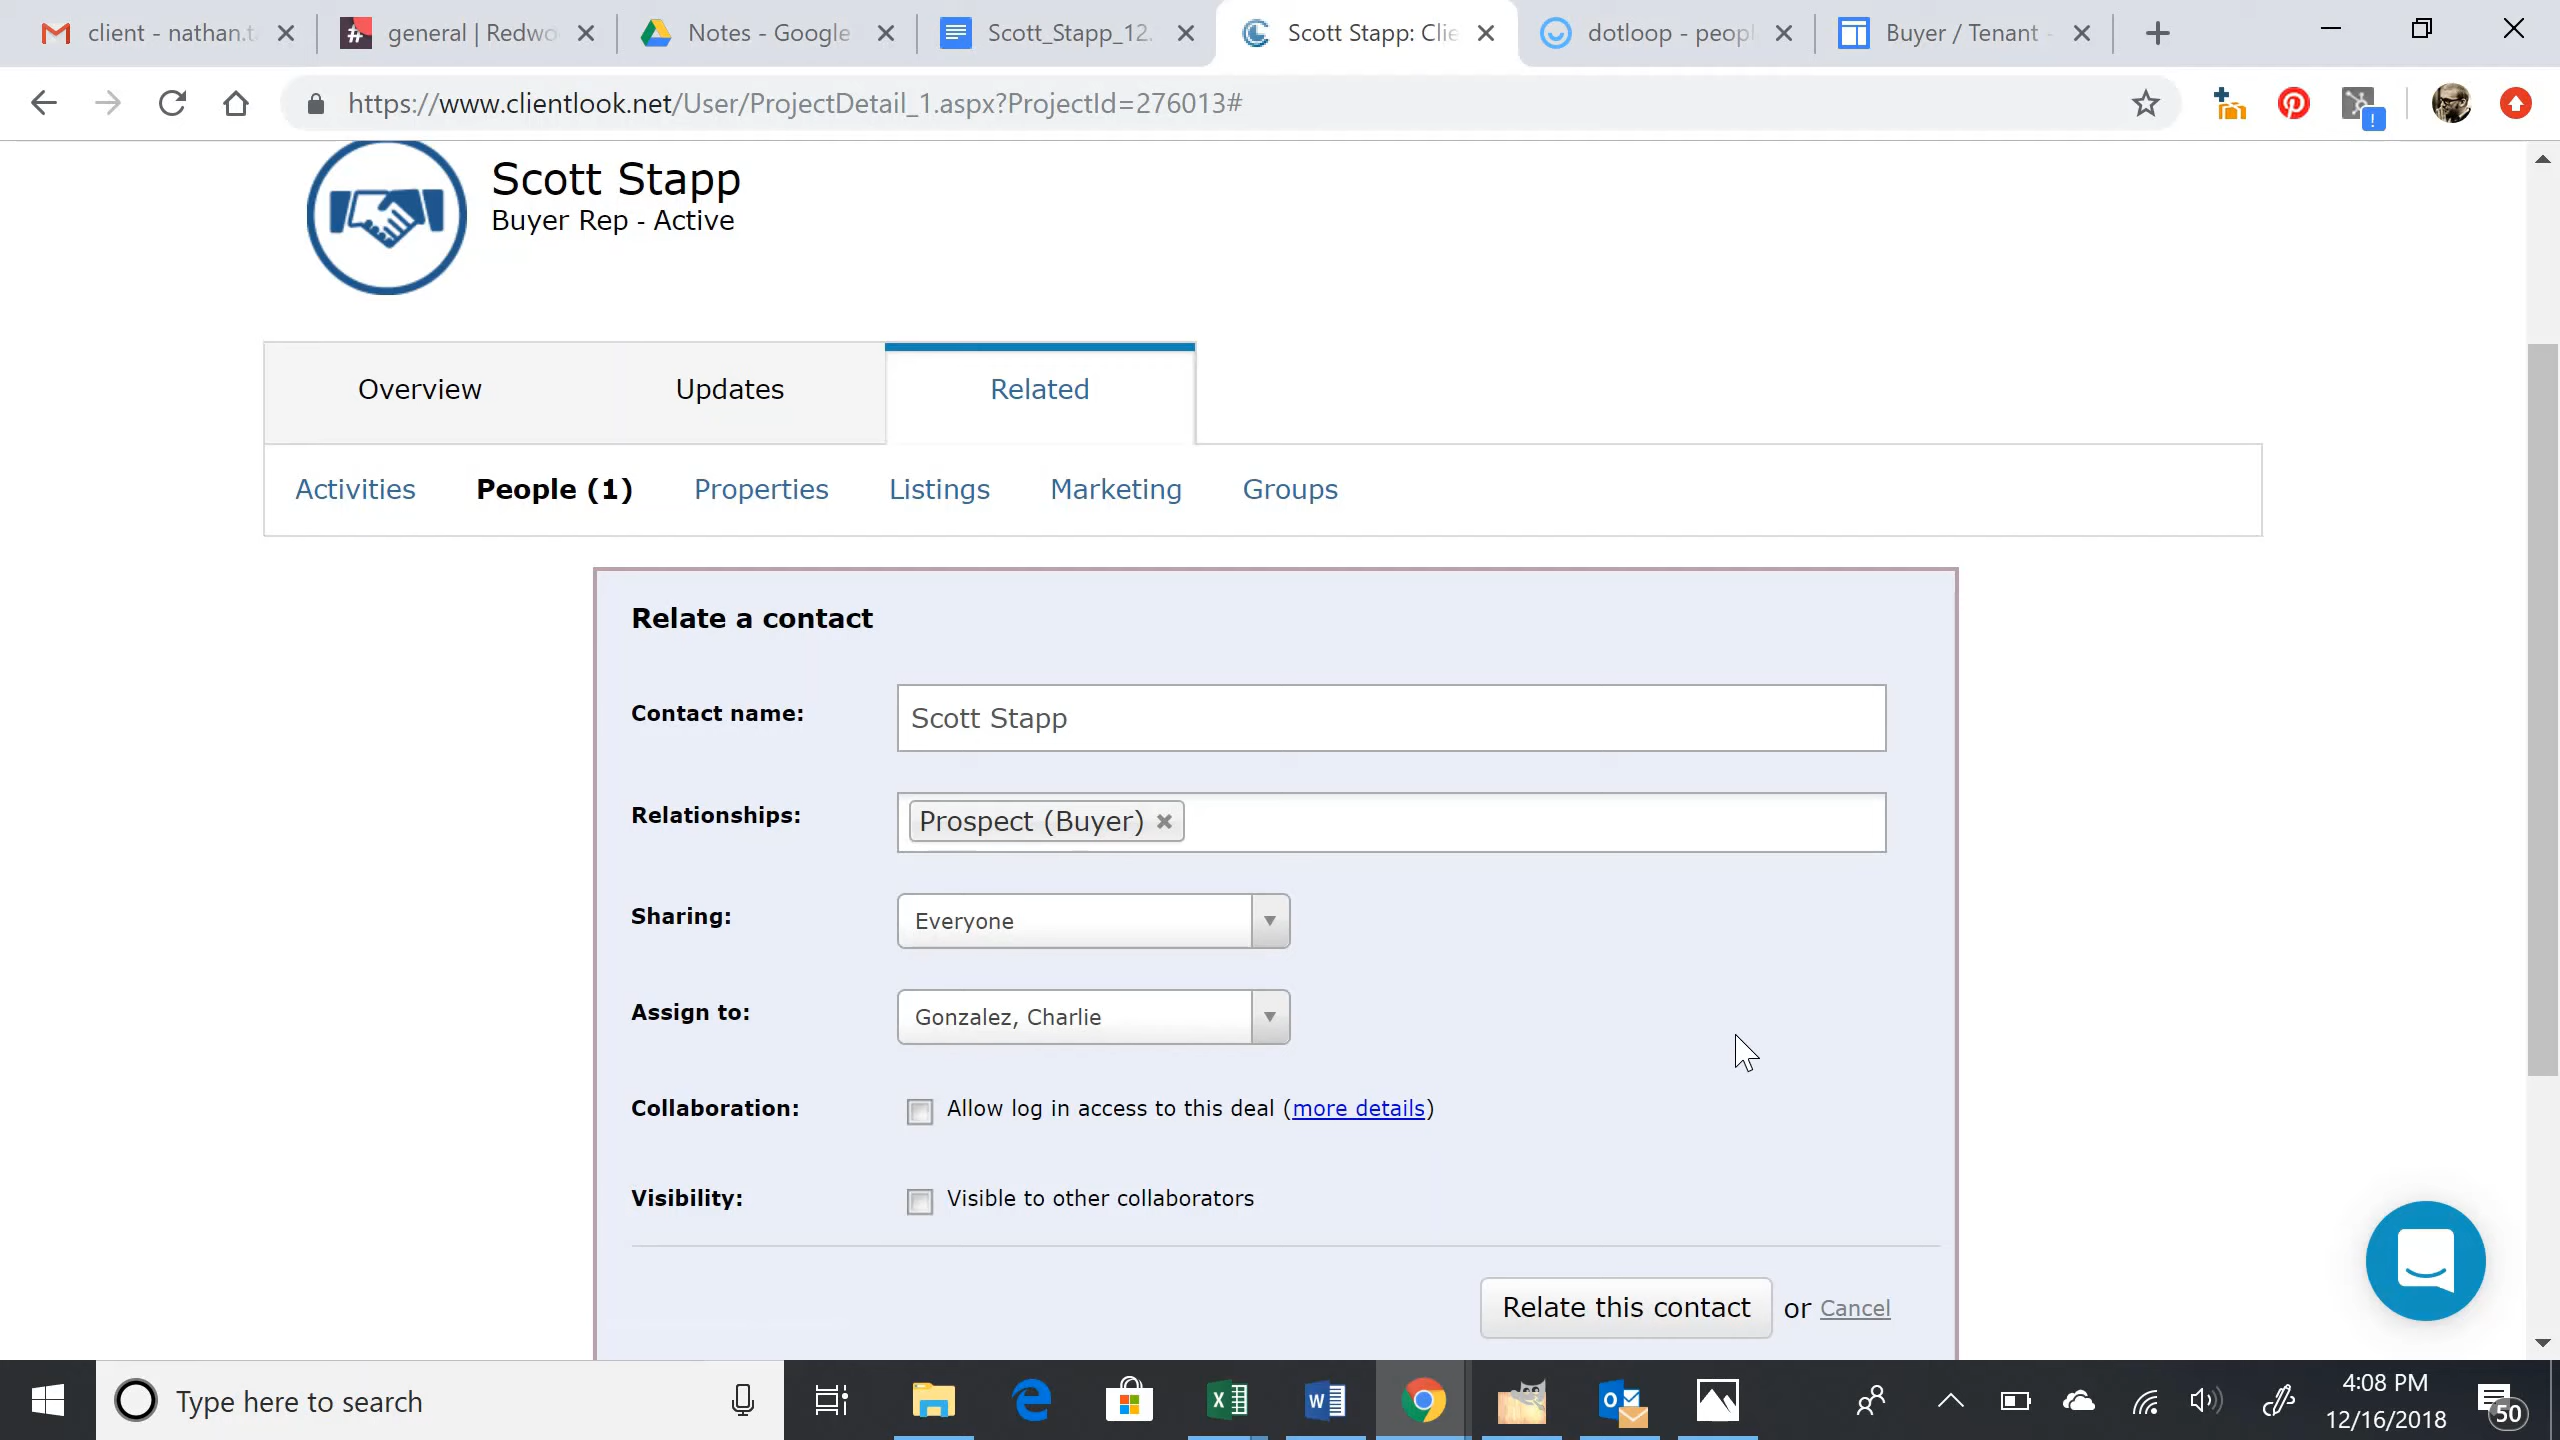 client - nathan.ta
general | Redwo
Notes - Google
Scott_Stapp_12.
Scott Stapp: Clie
dotloop - peopl
Buyer / Tenant -
https://www.clientlook.net/User/ProjectDetail_1.aspx?ProjectId=276013#
Scott Stapp
Buyer Rep - Active
Overview
Updates
Related
Activities
People (1)
Properties
Listings
Marketing
Groups
Relate a contact
Contact name:
Scott Stapp
Relationships:
Prospect (Buyer)
Sharing:
Everyone
Assign to:
Gonzalez, Charlie
Collaboration:
Allow log in access to this deal (more details)
Visibility:
Visible to other collaborators
Relate this contact or Cancel
Type here to search
4:08 PM
12/16/2018
50